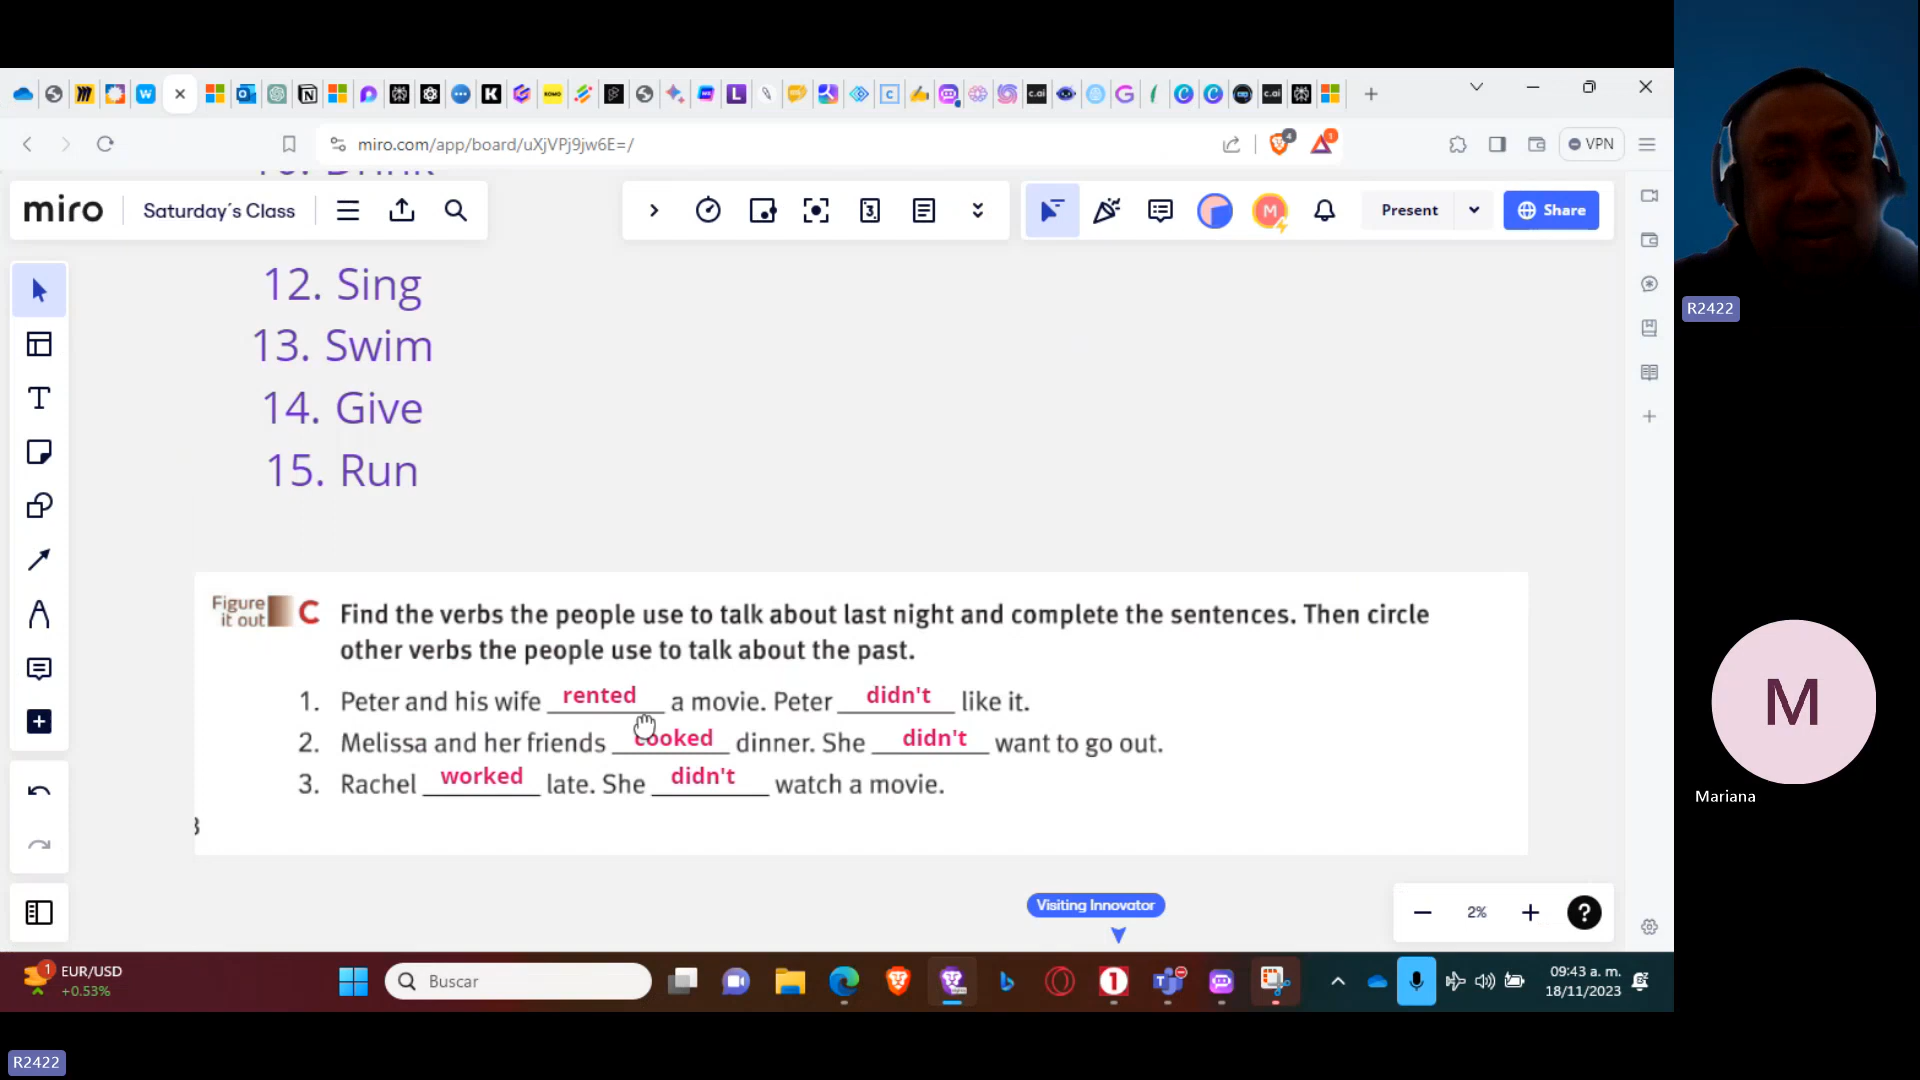 miro.com/app/board/uXjVPj9jw6E=/
4
1
VPN
miro
Saturday´s Class
3
M
Present
Share
12. Sing
13. Swim
14. Give
15. Run
Figure it out
C
Find the verbs the people use to talk about last night and complete the sentences. Then circle
other verbs the people use to talk about the past.
1. Peter and his wife rented a movie. Peter didn't like it.
2. Melissa and her friends cooked dinner. She didn't want to go out.
3. Rachel worked late. She didn't watch a movie.
Visiting Innovator
2%
?
1
EUR/USD
+0.53%
Buscar
09:43 a. m.
18/11/2023
R2422
M
Mariana
R2422